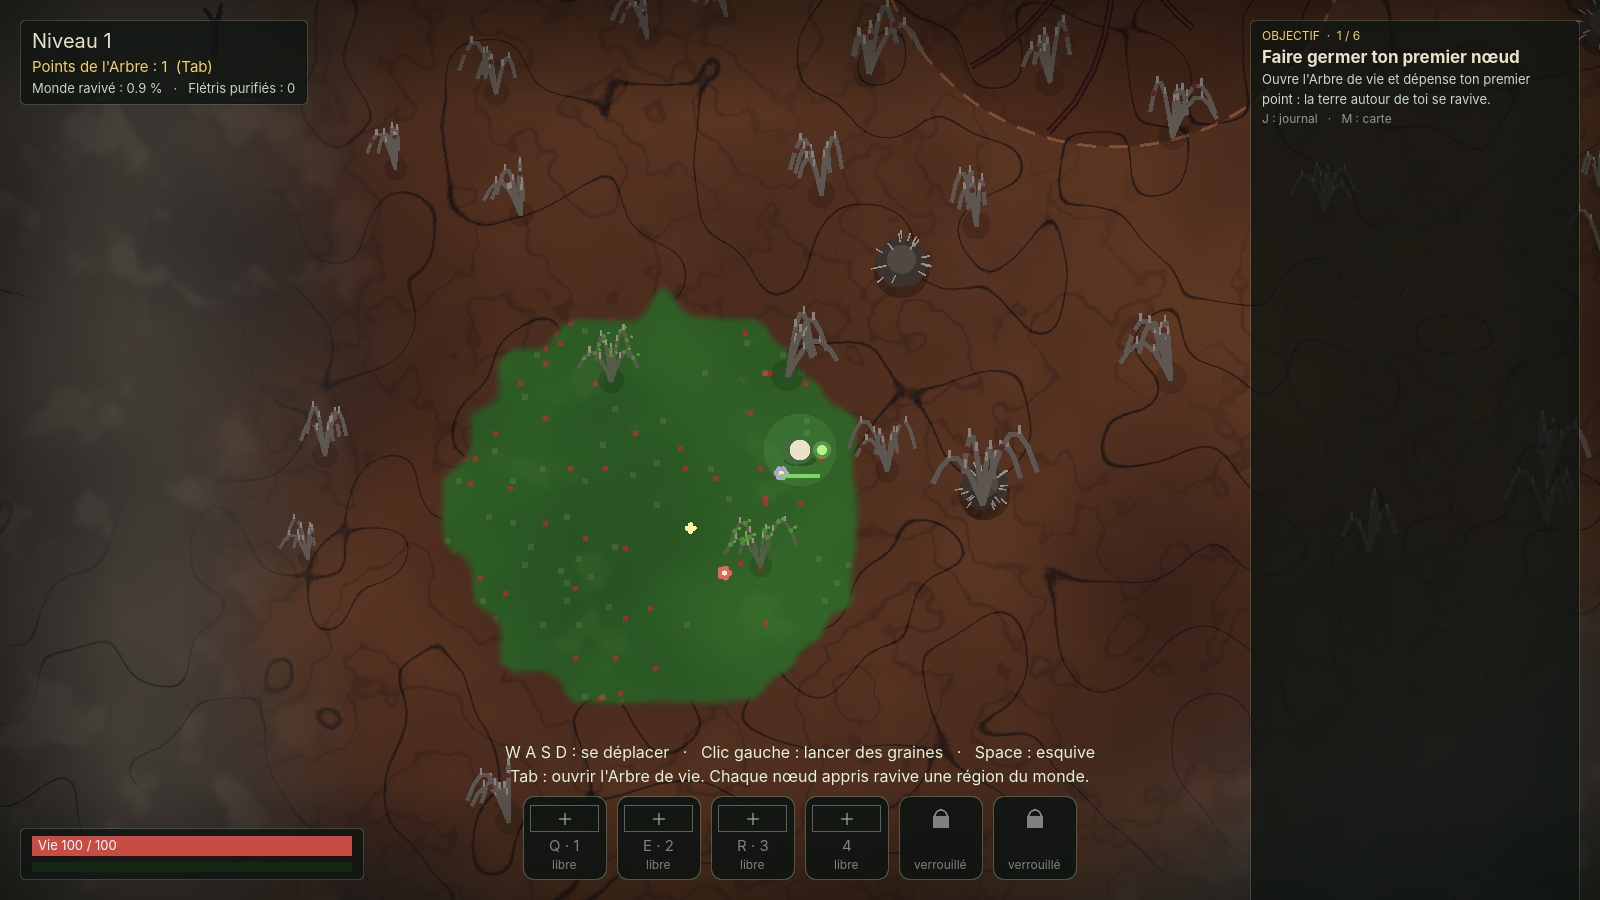 Niveau 1
Points de l'Arbre : 1  (Tab)
Monde ravivé : 0.9 %  ·  Flétris purifiés : 0
OBJECTIF · 1 / 6
Faire germer ton premier nœud
Ouvre l'Arbre de vie et dépense ton premier
point : la terre autour de toi se ravive.
J : journal  ·  M : carte
W A S D : se déplacer  ·  Clic gauche : lancer des graines  ·  Space : esquive
Tab : ouvrir l'Arbre de vie. Chaque nœud appris ravive une région du monde.
Vie 100 / 100
Q · 1
libre
E · 2
libre
R · 3
libre
4
libre
verrouillé
verrouillé